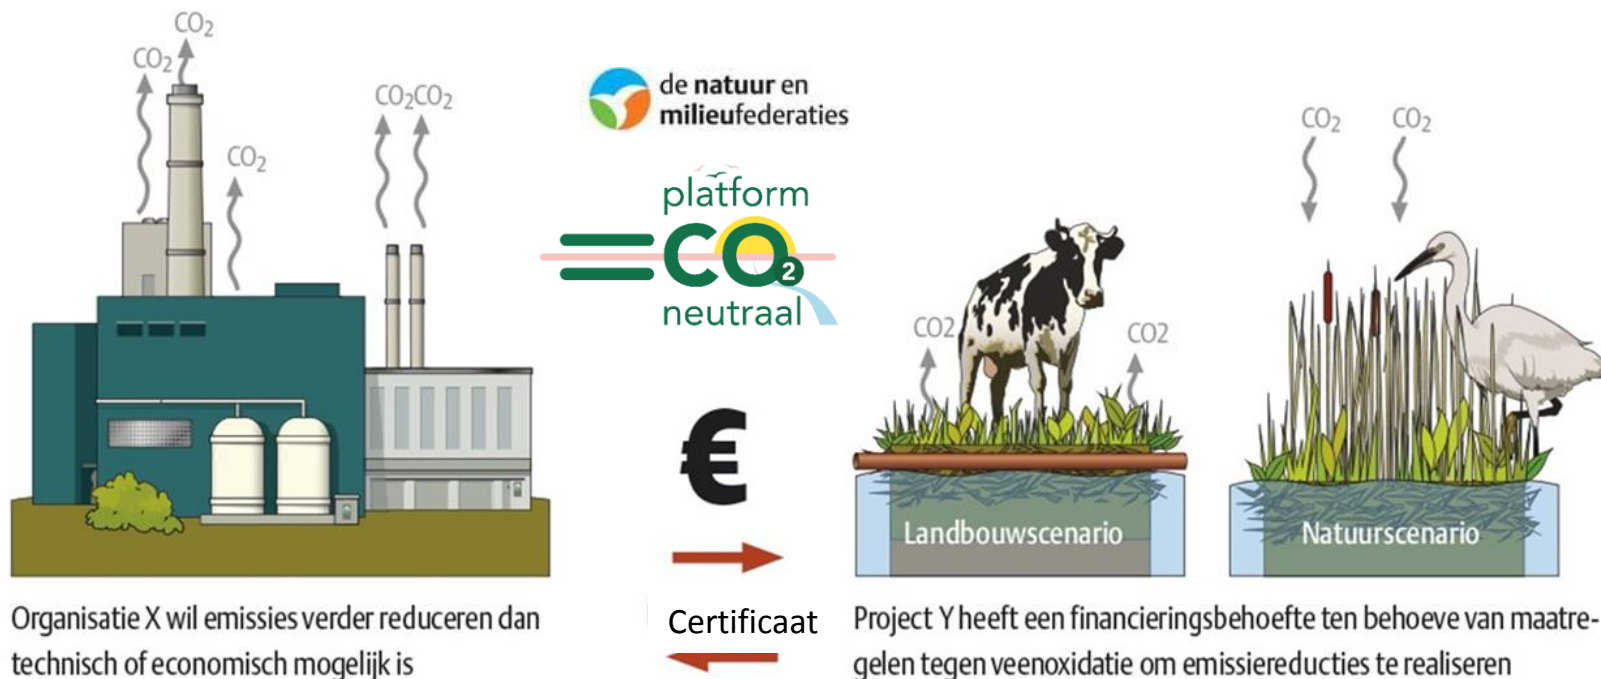 CO₂
CO₂
CO₂CO₂
CO₂
de natuur en
milieufederaties
platform
CO₂
neutraal
CO₂
CO₂
CO2
CO2
€
Landbouwscenario
Natuurscenario
Organisatie X wil emissies verder reduceren dan
technisch of economisch mogelijk is
Certificaat
Project Y heeft een financieringsbehoefte ten behoeve van maatre-
gelen tegen veenoxidatie om emissiereducties te realiseren